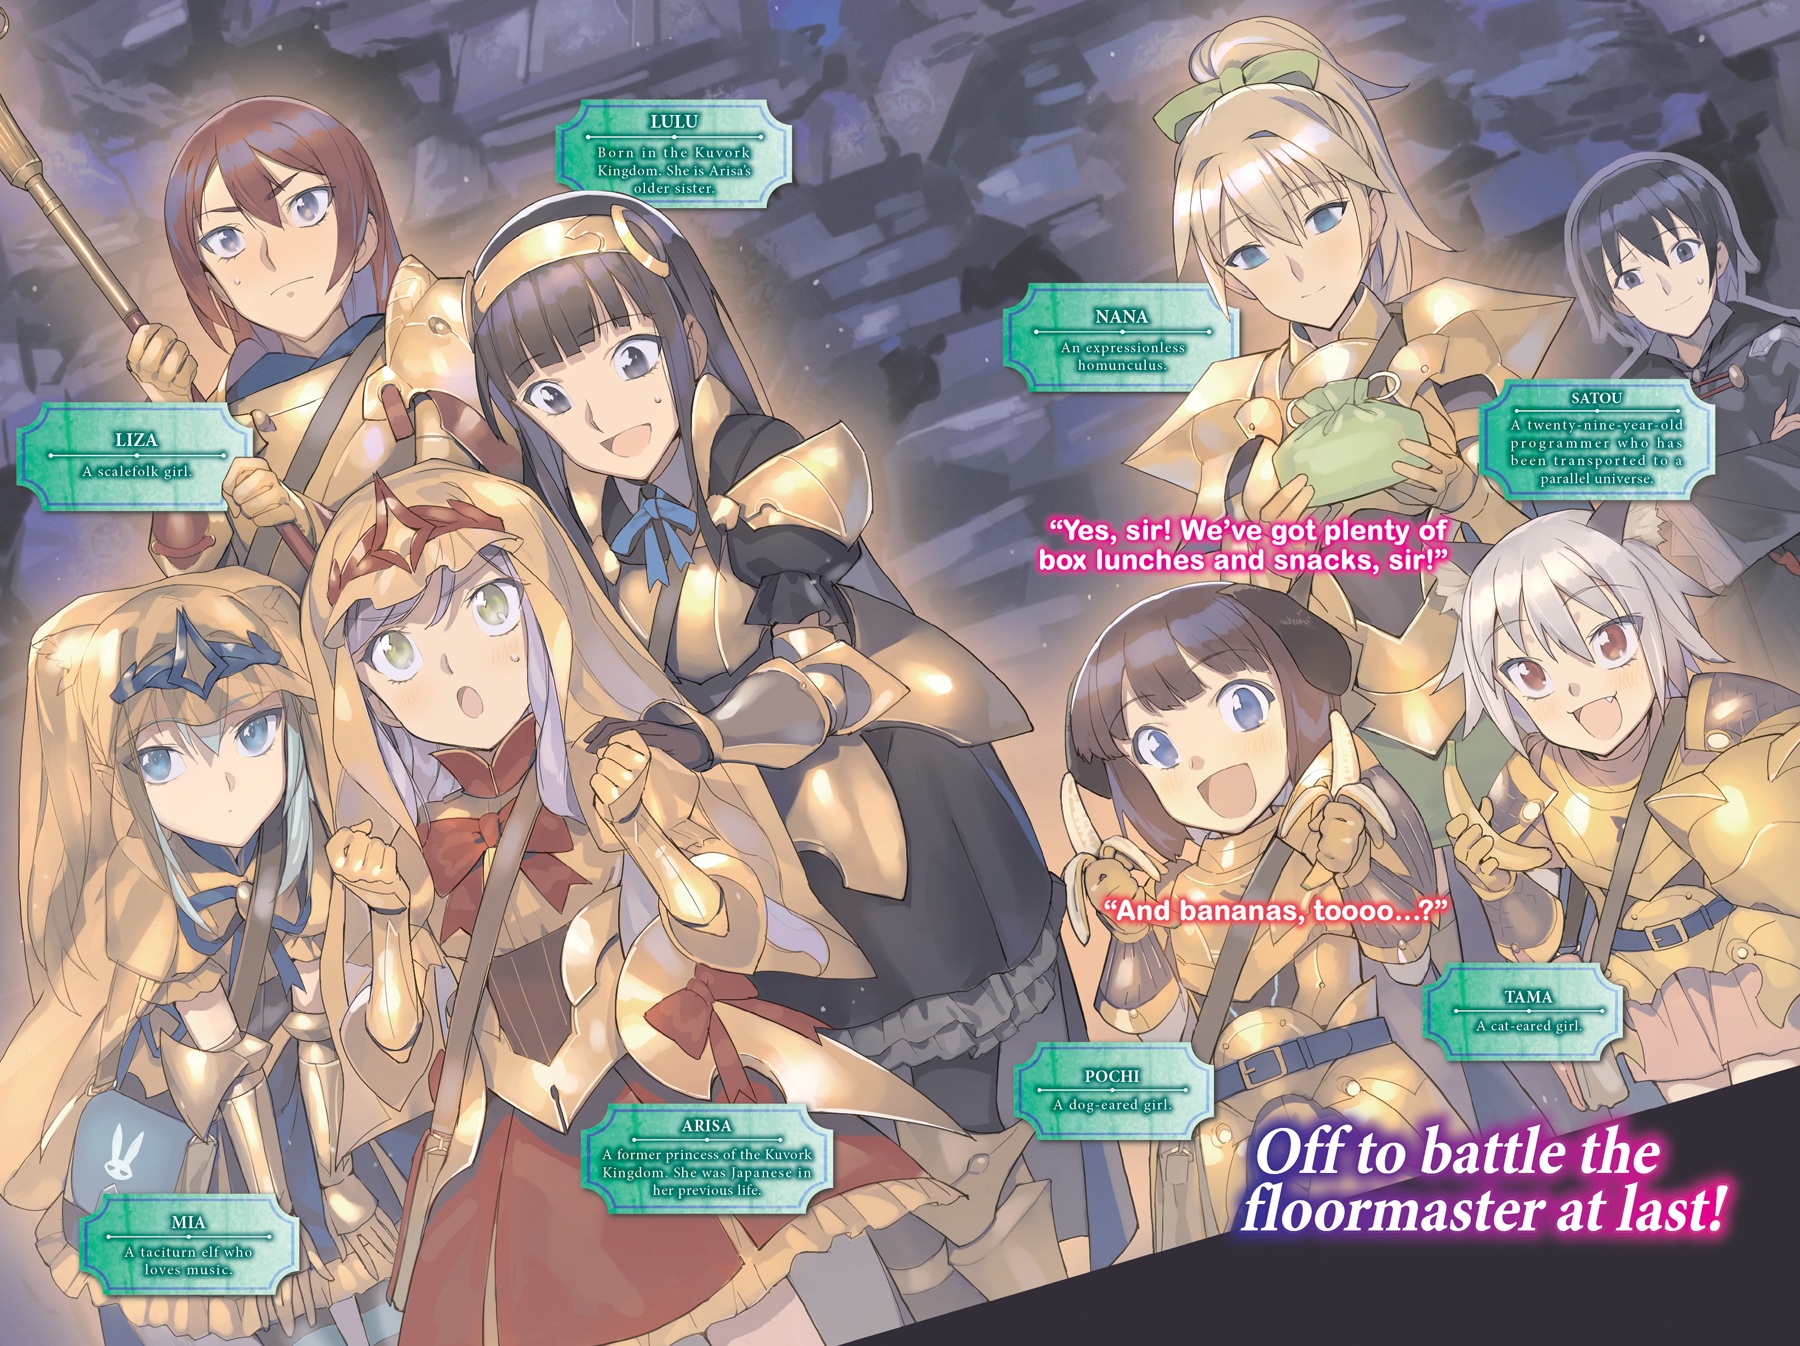 LULU
Born in the Kuvork
Kingdom. She is Arisa's
older sister.
LIZA
A scalefolk girl.
MIA
A taciturn elf who
loves music.
ARISA
A former princess of the Kuvork
Kingdom. She was Japanese in
her previous life.
NANA
An expressionless
homunculus.
SATOU
A twenty-nine-year-old
programmer who has
been transported to a
parallel universe.
“Yes, sir! We’ve got plenty of
box lunches and snacks, sir!”
“And bananas, toooo...?”
TAMA
A cat-eared girl.
POCHI
A dog-eared girl.
Off to battle the
floormaster at last!